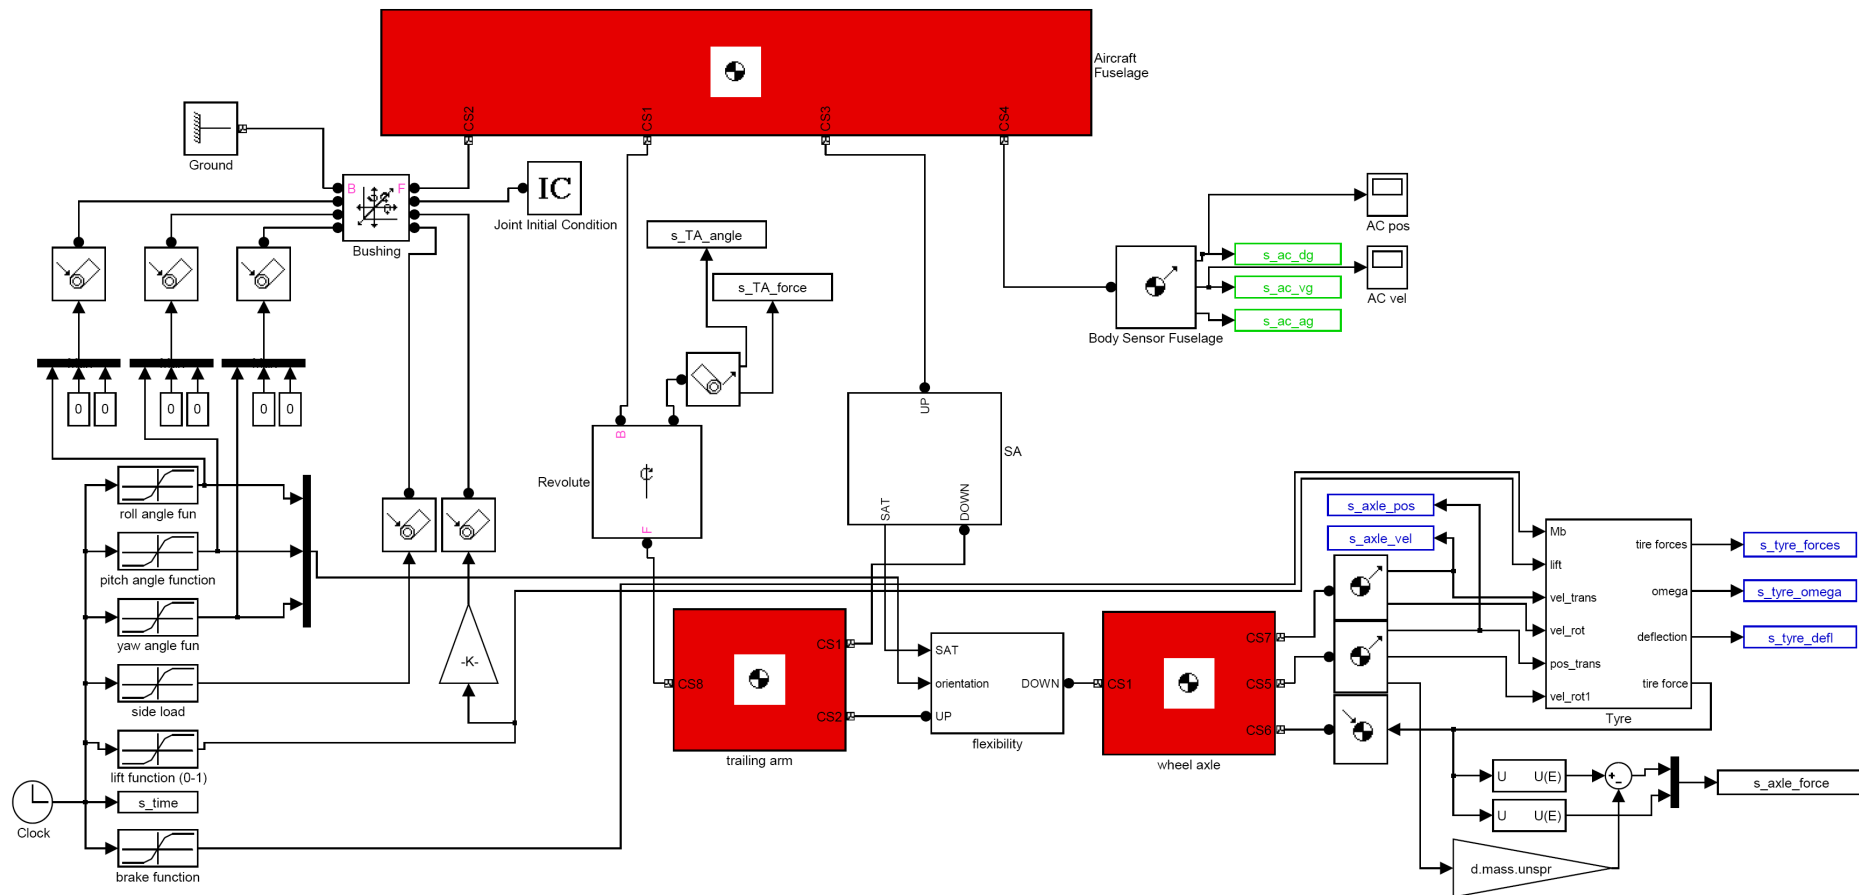 Aircraft
Fuselage
CS2
CS1
CS3
CS4
Ground
B
F
Bushing
IC
Joint Initial Condition
s_TA_angle
s_TA_force
AC pos
AC vel
s_ac_dg
s_ac_vg
s_ac_ag
Body Sensor Fuselage
0
0
0
0
0
0
B
Revolute
F
UP
SA
SAT
DOWN
roll angle fun
pitch angle function
yaw angle fun
side load
lift function (0-1)
s_time
Clock
brake function
-K-
CS8
CS1
CS2
trailing arm
SAT
orientation
UP
DOWN
flexibility
CS1
CS7
CS5
CS6
wheel axle
s_axle_pos
s_axle_vel
Mb
lift
vel_trans
vel_rot
pos_trans
vel_rot1
tire forces
omega
deflection
tire force
Tyre
s_tyre_forces
s_tyre_omega
s_tyre_defl
U U(E)
U U(E)
s_axle_force
d.mass.unspr